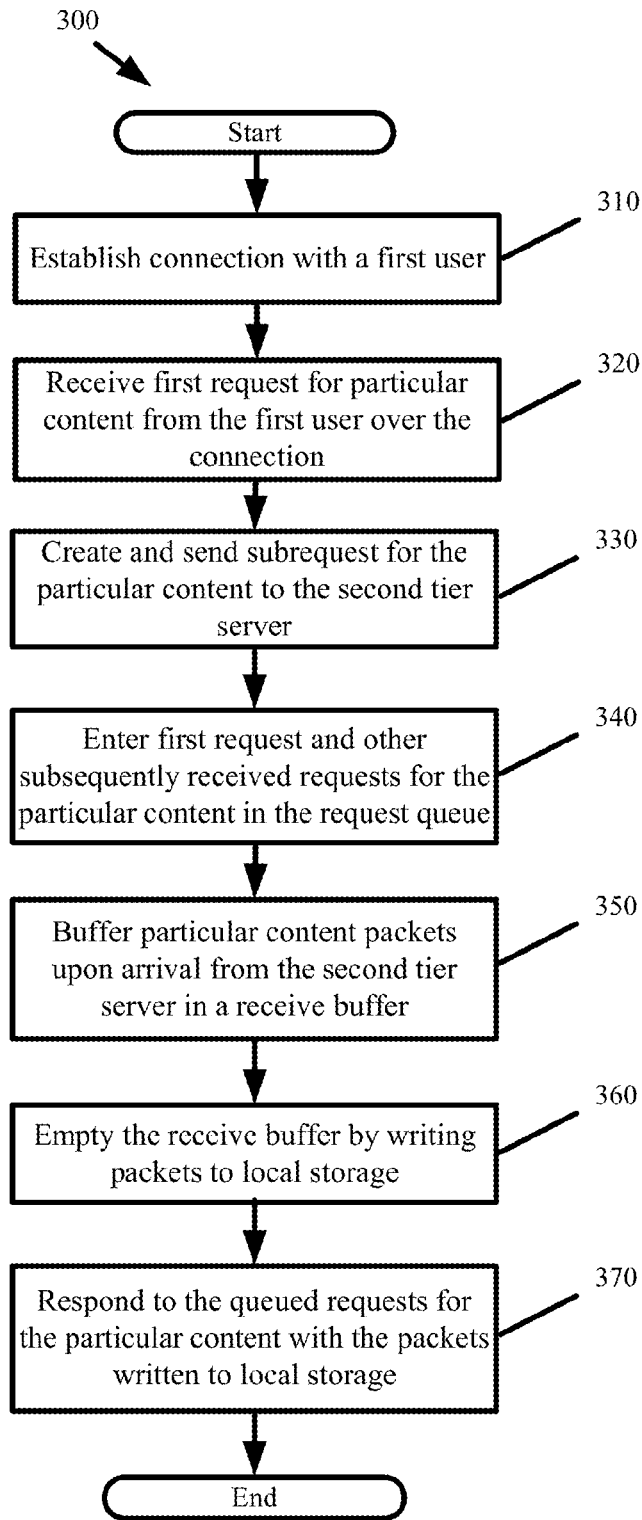 300
Start
310
Establish connection with a first user
320
Receive first request for particular
content from the first user over the
connection
330
Create and send subrequest for the
particular content to the second tier
server
340
Enter first request and other
subsequently received requests for the
particular content in the request queue
350
Buffer particular content packets
upon arrival from the second tier
server in a receive buffer
360
Empty the receive buffer by writing
packets to local storage
370
Respond to the queued requests for
the particular content with the packets
written to local storage
End